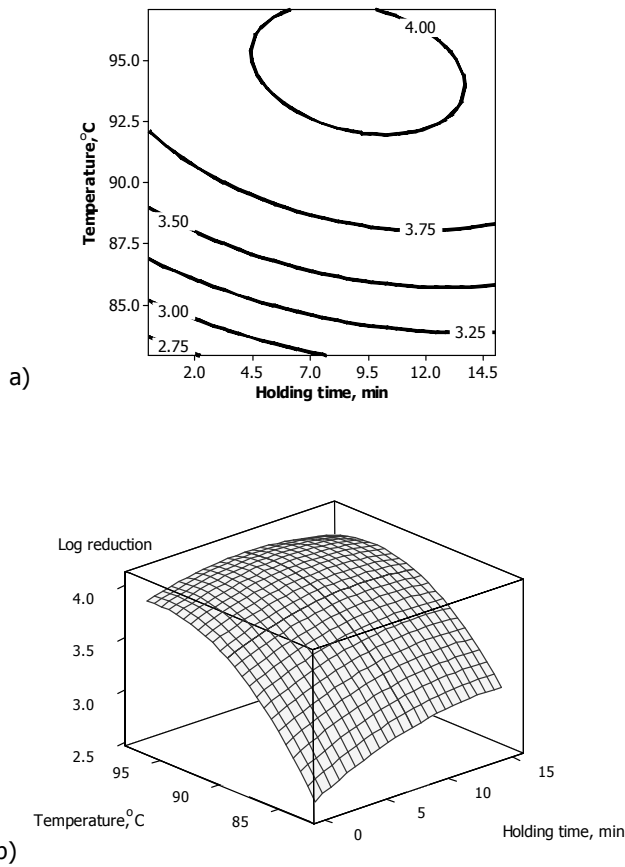 4.00
95.0
92.5
Temperature,°C
90.0
3.50
3.75
87.5
85.0
3.00
3.25
2.75
a)
2.0 4.5 7.0 9.5 12.0 14.5
Holding time, min
Log reduction
4.0
3.5
3.0
2.5
95
15
90
10
85
5
Temperature,°C
0
Holding time, min
b)